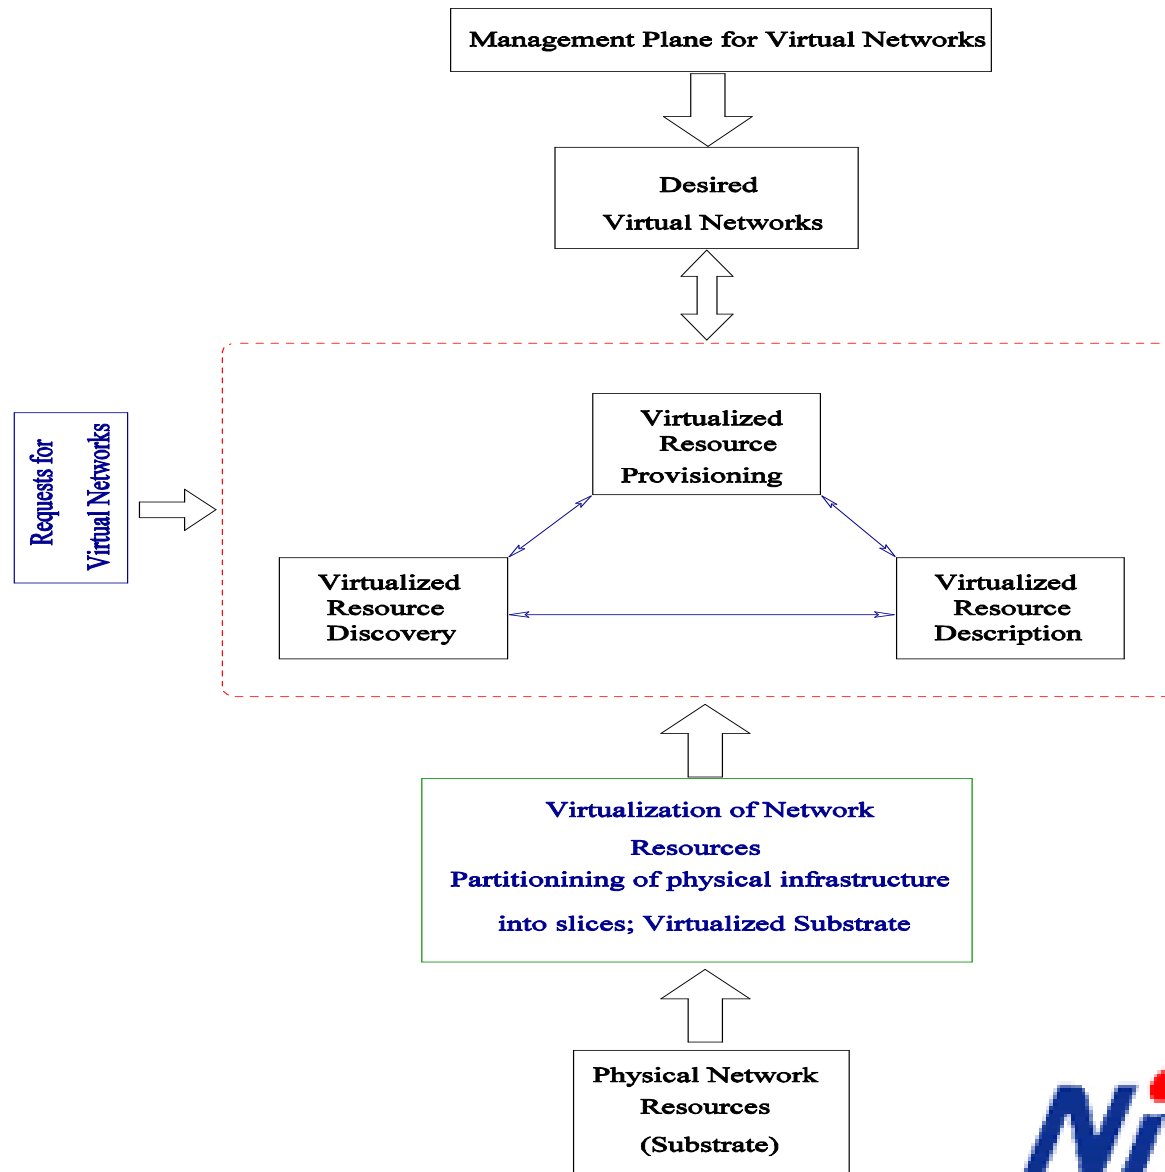 Management Plane for Virtual Networks
Desired
Virtual Networks
Requests for
Virtual Networks
Virtualized
Resource
Provisioning
Virtualized
Resource
Discovery
Virtualized
Resource
Description
Virtualization of Network
Resources
Partitionining of physical infrastructure
into slices; Virtualized Substrate
Physical Network
Resources
(Substrate)
Ni